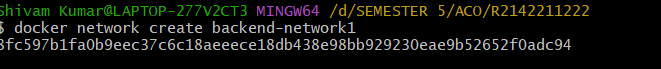 Shivam Kumar@LAPTOP-277V2CT3 MINGW64 /d/SEMESTER 5/ACO/R2142211222
$ docker network create backend-network1
8fc597b1fa0b9eec37c6c18aeeece18db438e98bb929230eae9b52652f0adc94